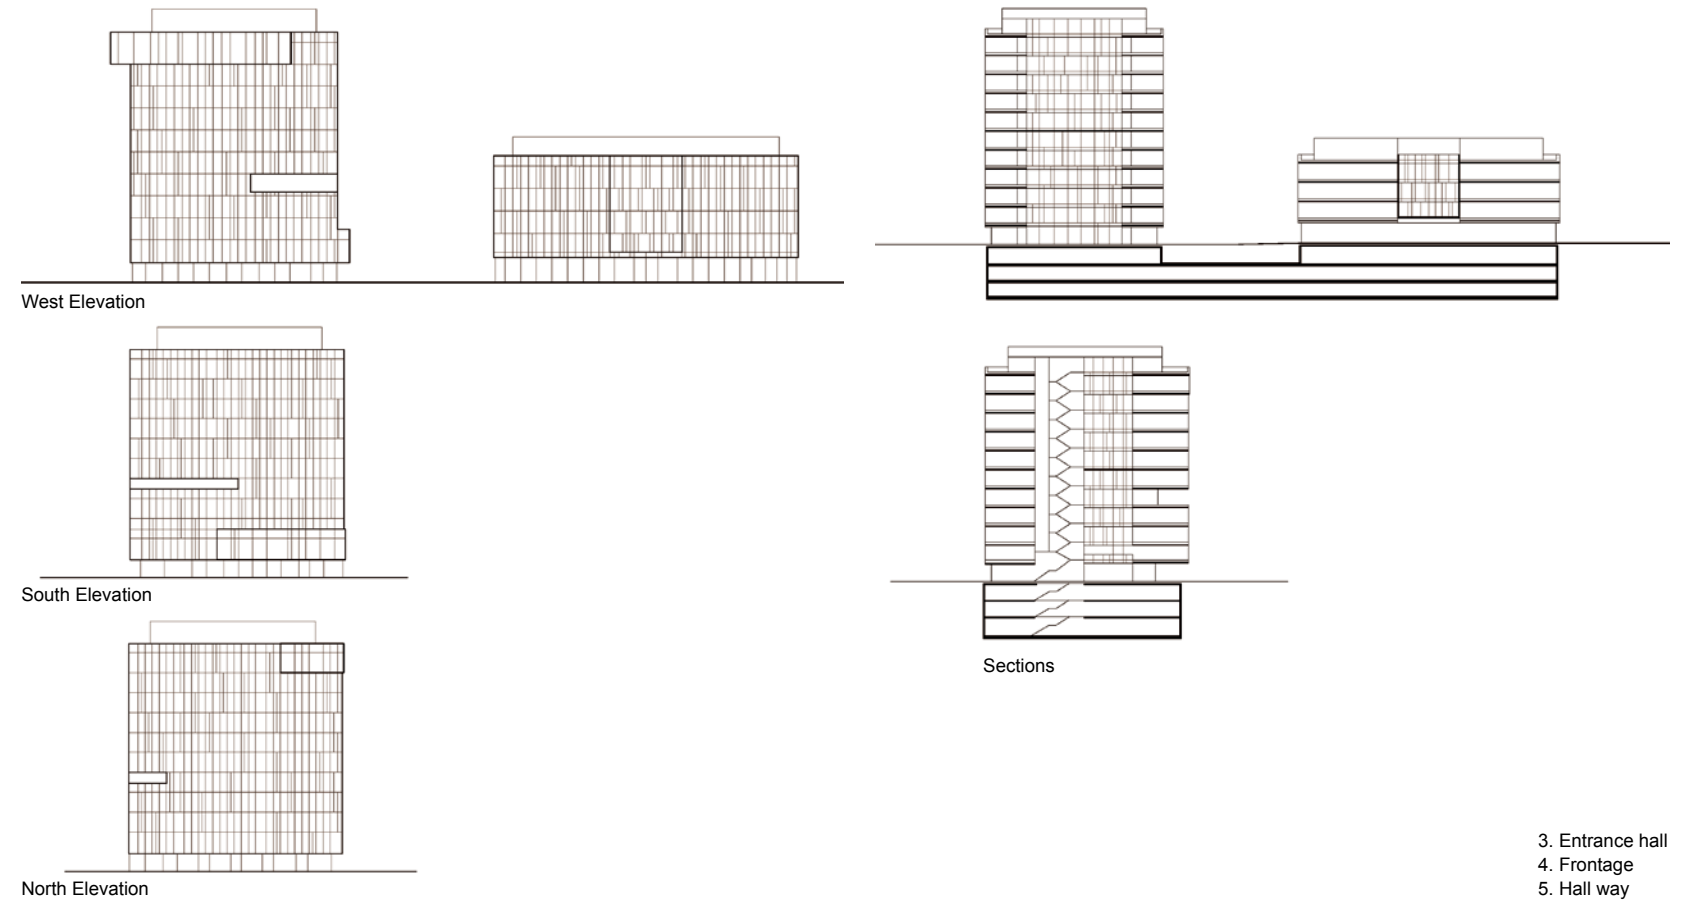 West Elevation
South Elevation
Sections
North Elevation
3. Entrance hall
4. Frontage
5. Hall way